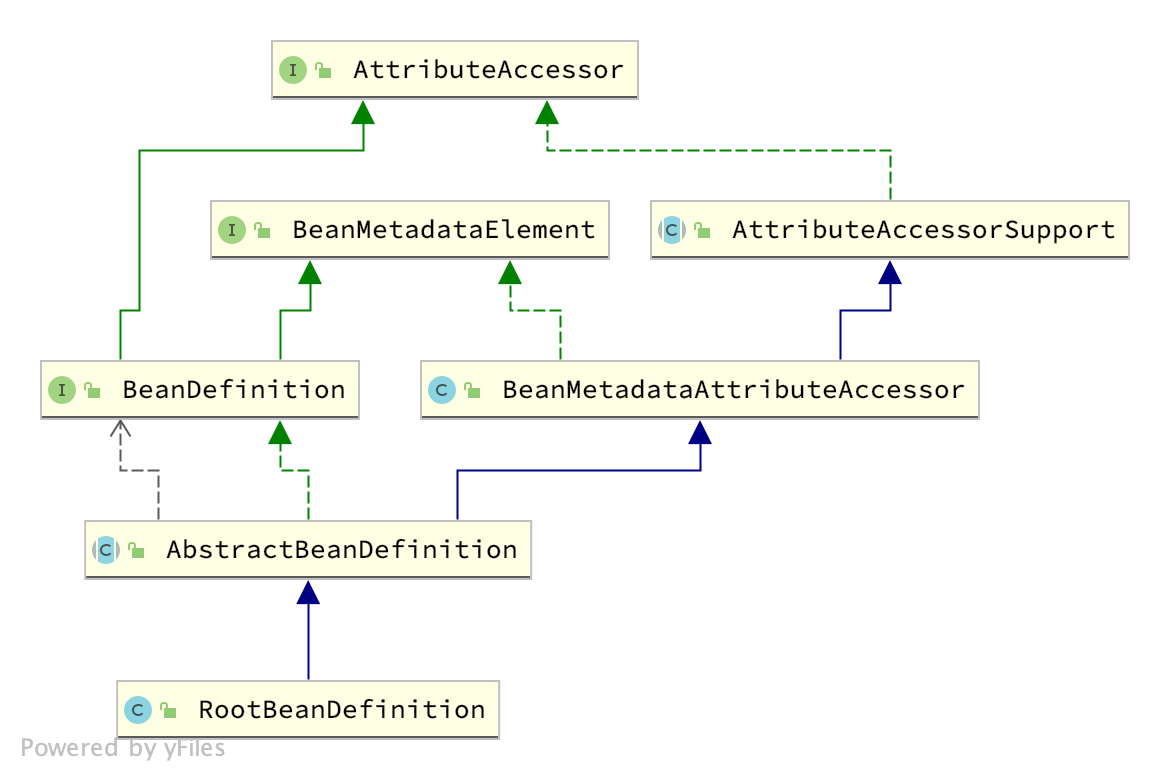 I AttributeAccessor
I BeanMetadataElement
C AttributeAccessorSupport
I BeanDefinition
C BeanMetadataAttributeAccessor
C AbstractBeanDefinition
C RootBeanDefinition
Powered by yFiles